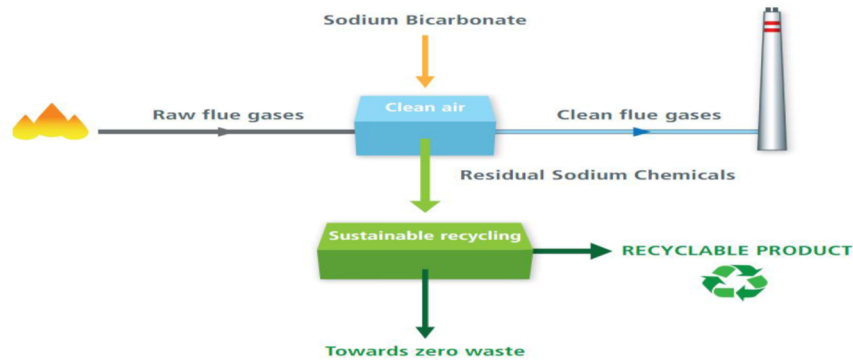 Sodium Bicarbonate
Raw flue gases
Clean air
Clean flue gases
Residual Sodium Chemicals
Sustainable recycling
RECYCLABLE PRODUCT
Towards zero waste